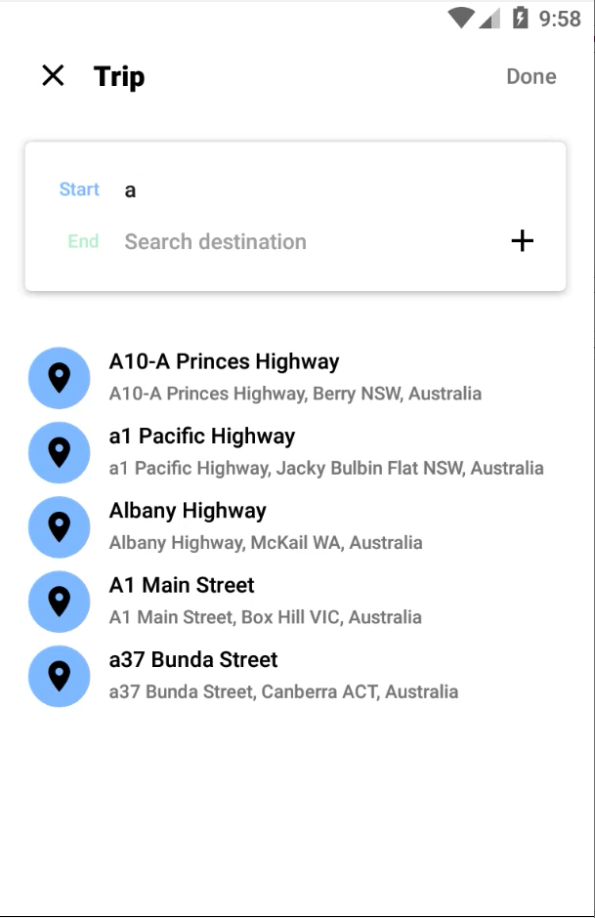 9:58
Trip
Done
Start a
End Search destination
A10-A Princes Highway
A10-A Princes Highway, Berry NSW, Australia
a1 Pacific Highway
a1 Pacific Highway, Jacky Bulbin Flat NSW, Australia
Albany Highway
Albany Highway, McKail WA, Australia
A1 Main Street
A1 Main Street, Box Hill VIC, Australia
a37 Bunda Street
a37 Bunda Street, Canberra ACT, Australia